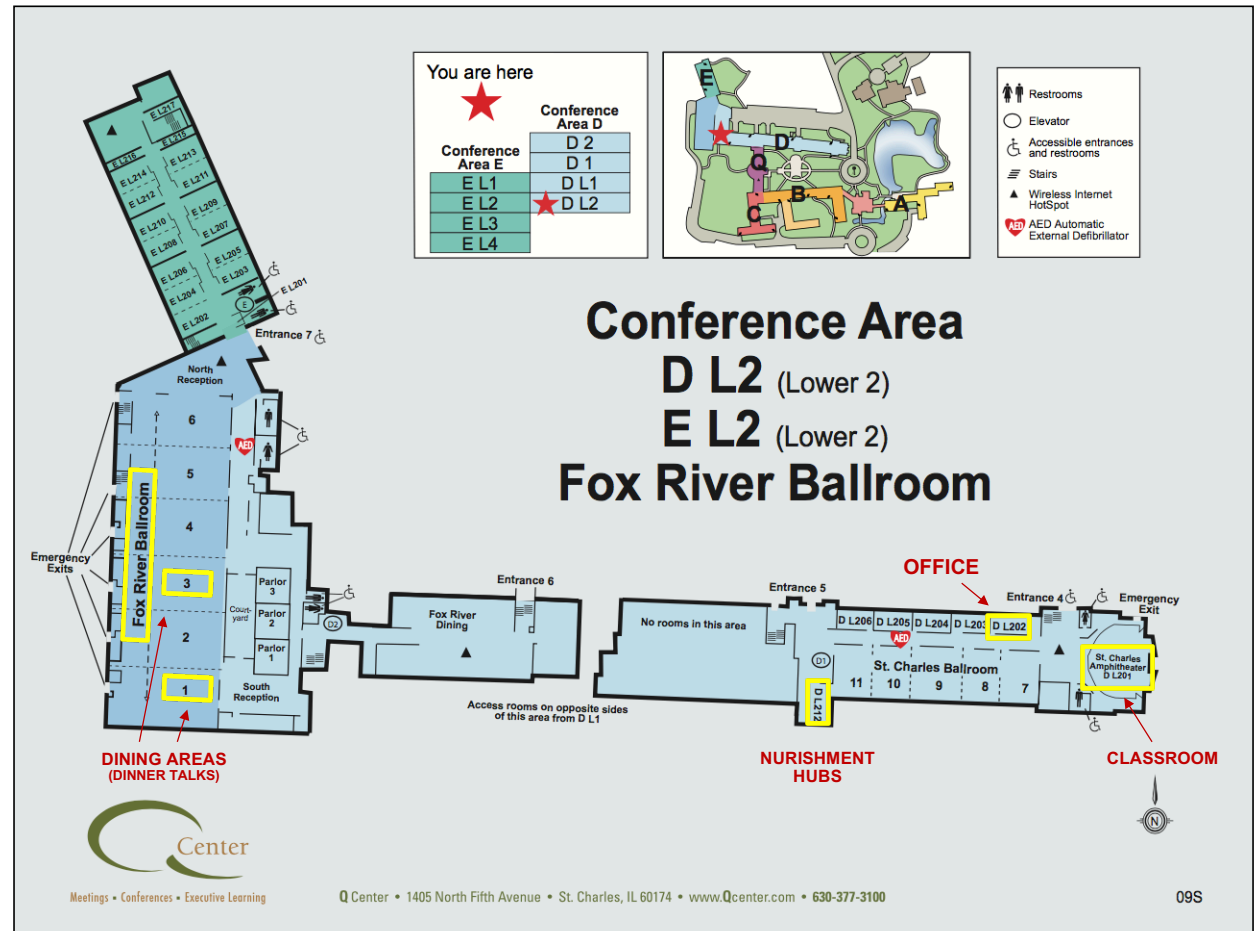 You are here
Conference
Area D
D 2
D 1
D L1
D L2
Conference
Area E
E L1
E L2
E L3
E L4
E
D
Q
B
C
A
Restrooms
Elevator
Accessible entrances
and restrooms
Stairs
Wireless Internet
HotSpot
AED
AED Automatic
External Defibrillator
Conference Area
D L2 (Lower 2)
E L2 (Lower 2)
Fox River Ballroom
E L217
E L215
E L216
E L214
E L213
E L212
E L211
E L210
E L209
E L208
E L207
E L206
E L205
E L204
E L203
E L202
E L201
E
Entrance 7
North
Reception
6
AED
5
4
3
2
1
Fox River Ballroom
Emergency
Exits
Court-
yard
Parlor
3
Parlor
2
Parlor
1
South
Reception
D2
Fox River
Dining
Entrance 6
Access rooms on opposite sides
of this area from D L1
No rooms in this area
Entrance 5
OFFICE
Entrance 4
Emergency
Exit
D L206
D L205
D L204
D L203
D L202
AED
D1
St. Charles Ballroom
11
10
9
8
7
D L212
St. Charles
Amphitheater
D L201
DINING AREAS
(DINNER TALKS)
NURISHMENT
HUBS
CLASSROOM
N
Q Center
Meetings • Conferences • Executive Learning
Q Center • 1405 North Fifth Avenue • St. Charles, IL 60174 • www.Qcenter.com • 630-377-3100
09S